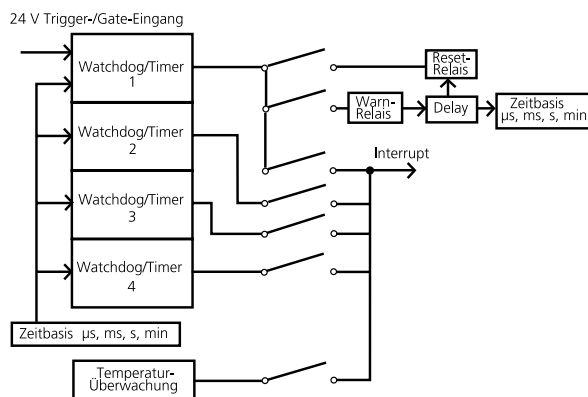 24 V Trigger-/Gate-Eingang
Watchdog/Timer
1
Watchdog/Timer
2
Watchdog/Timer
3
Watchdog/Timer
4
Zeitbasis µs, ms, s, min
Temperatur-
Überwachung
Reset-
Relais
Warn-
Relais
Delay
Zeitbasis
µs, ms, s, min
Interrupt